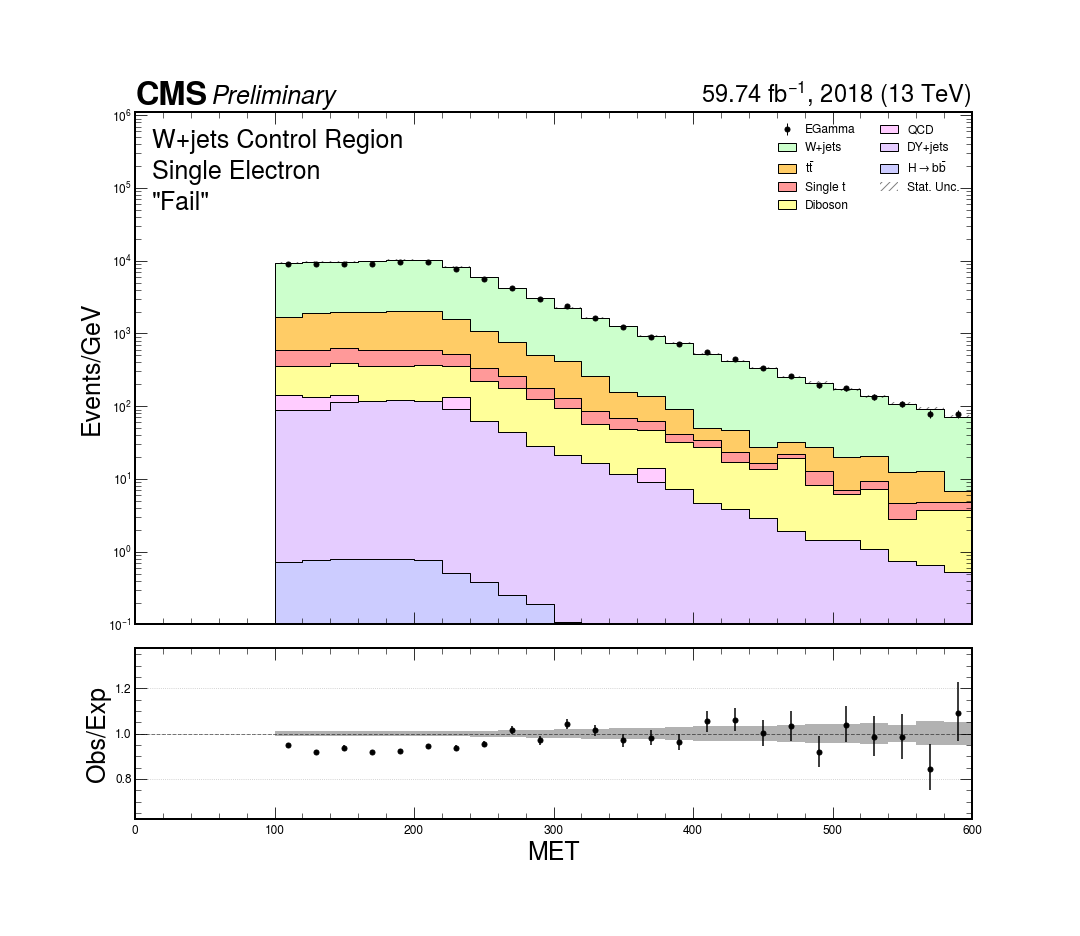 CMS Preliminary 59.74 fb⁻¹, 2018 (13 TeV)
W+jets Control Region
Single Electron
"Fail"
EGamma
W+jets
tt̄
Single t
Diboson
QCD
DY+jets
H→bb̄
Stat. Unc.
Events/GeV
10⁶
10⁵
10⁴
10³
10²
10¹
10⁰
10⁻¹
Obs/Exp
1.2
1.0
0.8
0 100 200 300 400 500 600
MET